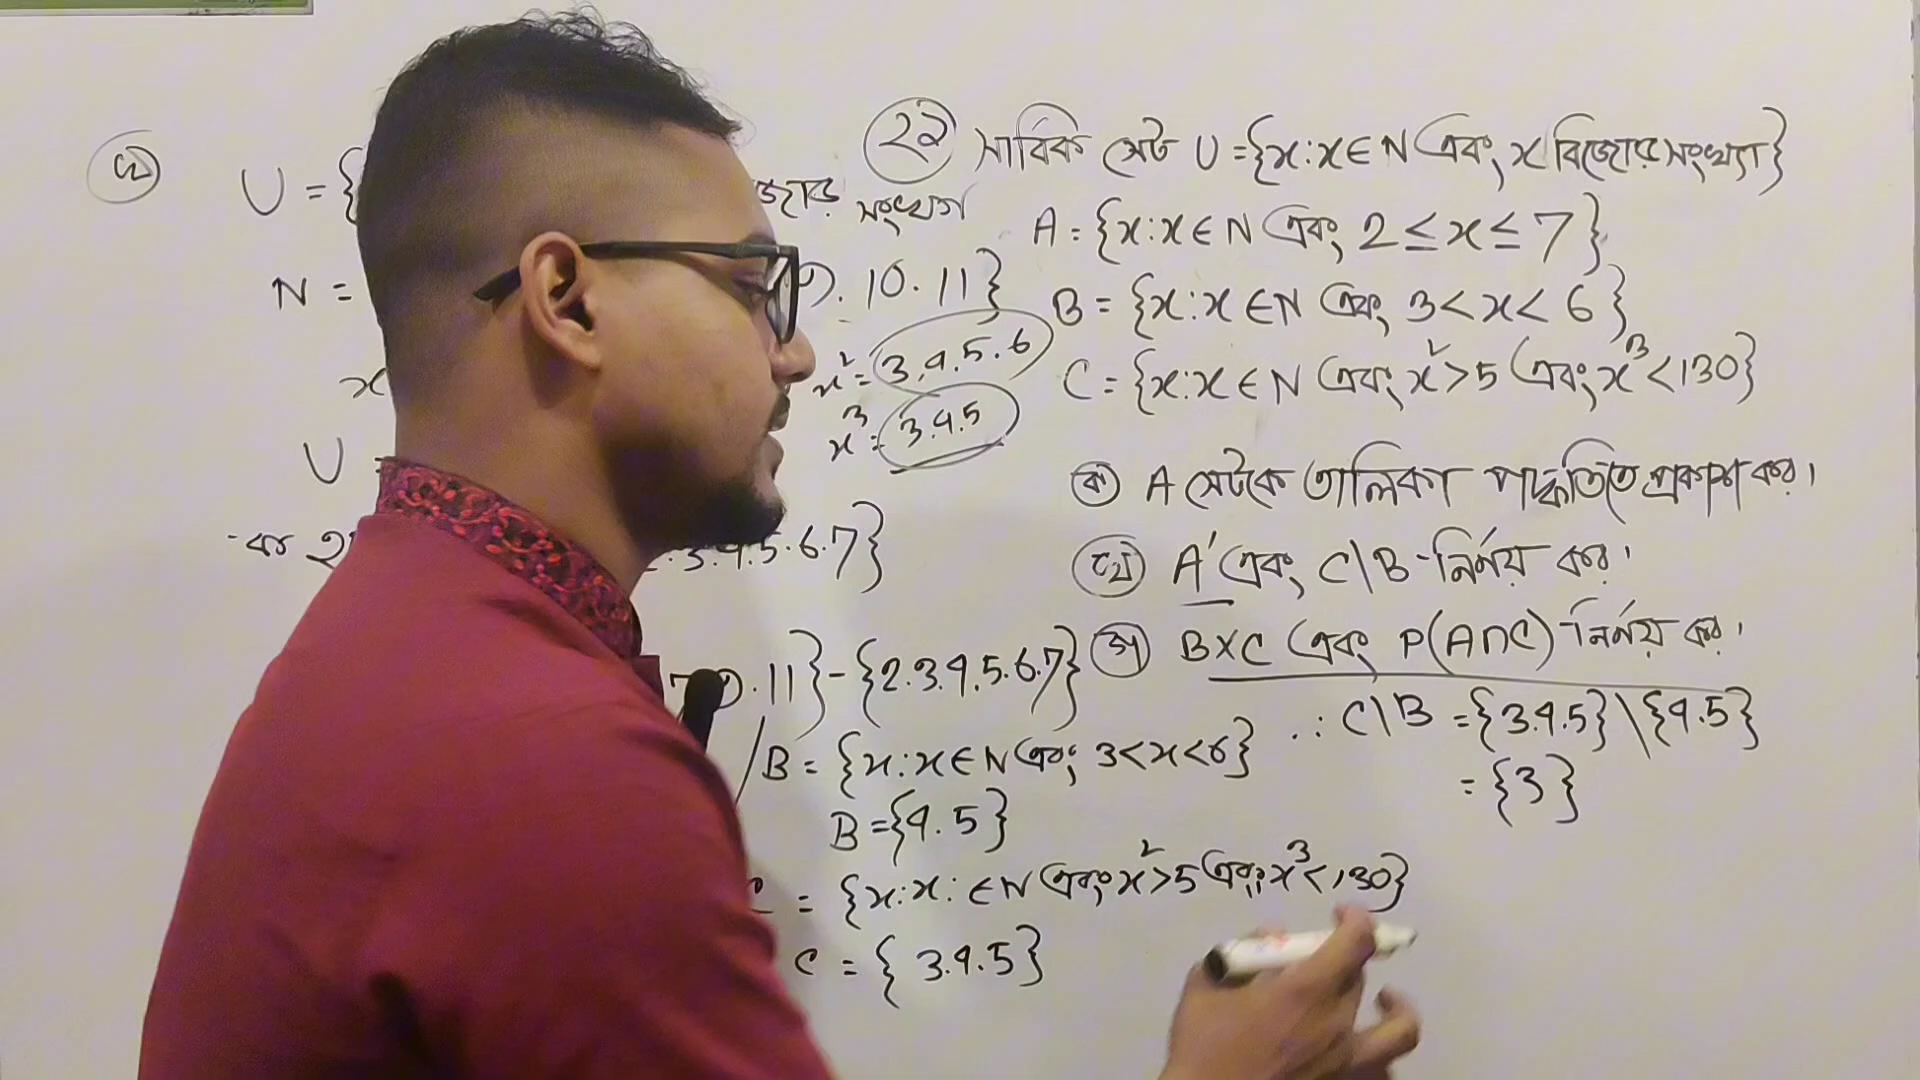 ২২ সার্বিক সেট U = {x : x ∈ N এবং, x বিজোড় সংখ্যা}
A = {x : x ∈ N এবং, 2 ≤ x ≤ 7}
B = {x : x ∈ N এবং, 3 < x < 6}
C = {x : x ∈ N এবং, x² > 5 এবং, x³ < 130}
ক A সেটকে তালিকা পদ্ধতিতে প্রকাশ কর।
খ A′ এবং, C\B নির্ণয় কর।
গ B×C এবং P(A∩C) নির্ণয় কর।
খ
U = {
সংখ্যা
N =
. 10 . 11}
x² = 3, 4, 5 . 6
x³ = 3 . 4 . 5
U =
3 . 4 . 5 . 6 . 7}
. 11} - {2 . 3 . 4 . 5 . 6 . 7}
B = {x : x ∈ N এবং, 3 < x < 6}
B = {4 . 5}
C = {x : x : ∈ N এবং x² > 5 এবং x³ < 130}
C = { 3 . 4 . 5}
∴ C\B = {3 . 4 . 5} \ {4 . 5}
= {3}